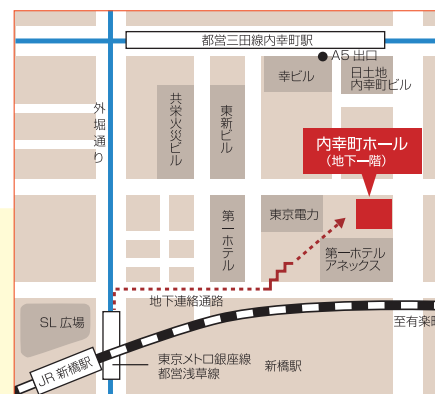 都営三田線内幸町駅
A5 出口
幸ビル
日土地
内幸町ビル
外堀通り
共栄火災ビル
東新ビル
内幸町ホール
(地下一階)
第一ホテル
東京電力
第一ホテル
アネックス
地下連絡通路
SL 広場
至有楽町
JR 新橋駅
東京メトロ銀座線
都営浅草線
新橋駅